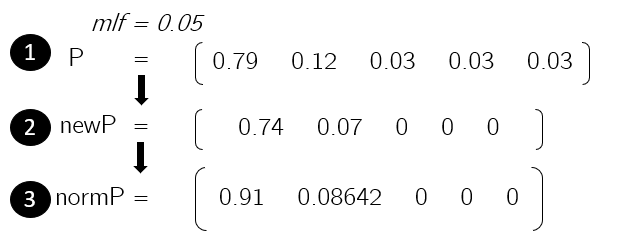 mlf = 0.05
1 P = 0.79 0.12 0.03 0.03 0.03
2 newP = 0.74 0.07 0 0 0
3 normP = 0.91 0.08642 0 0 0